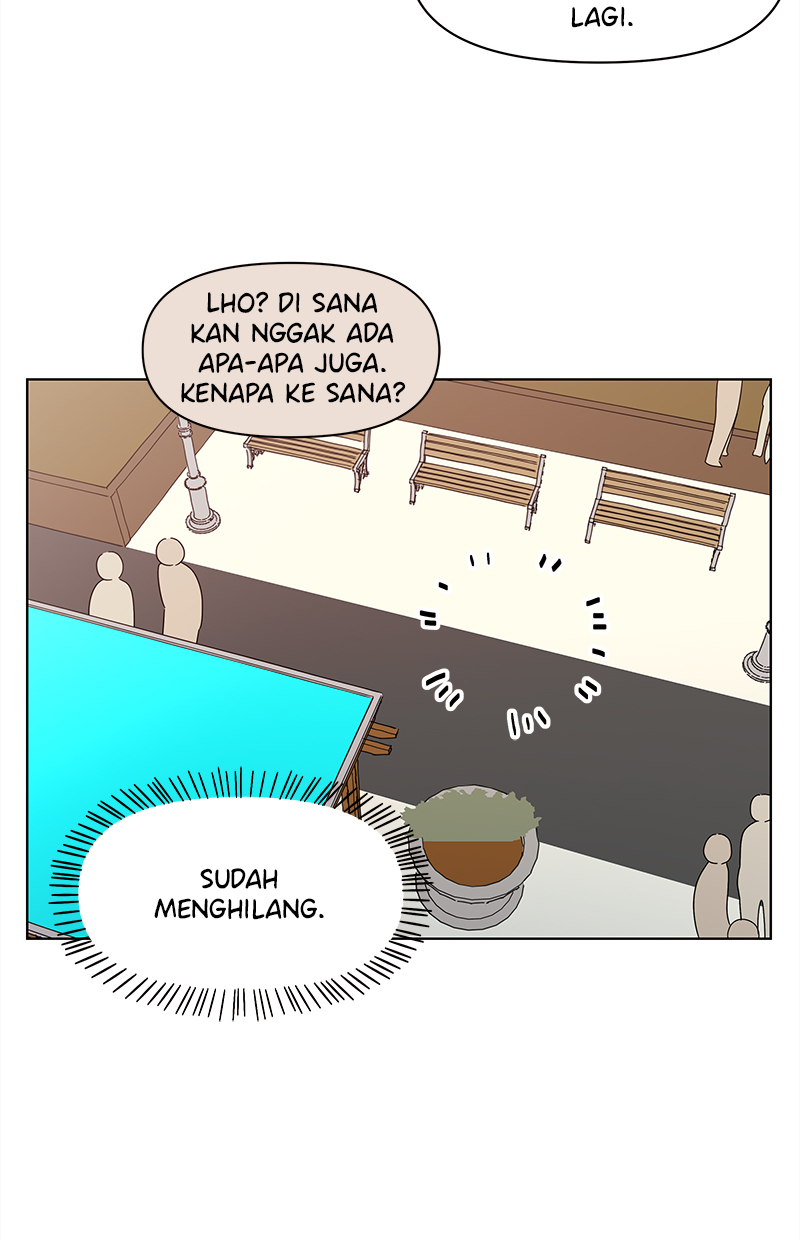 LAGI.
LHO? DI SANA
KAN NGGAK ADA
APA-APA JUGA.
KENAPA KE SANA?
SUDAH
MENGHILANG.